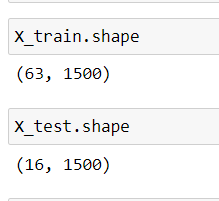 X_train.shape
(63, 1500)
X_test.shape
(16, 1500)